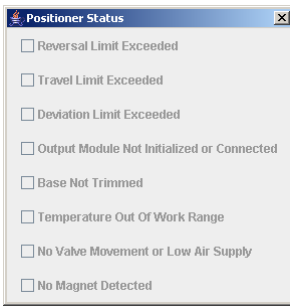 Positioner Status
Reversal Limit Exceeded
Travel Limit Exceeded
Deviation Limit Exceeded
Output Module Not Initialized or Connected
Base Not Trimmed
Temperature Out Of Work Range
No Valve Movement or Low Air Supply
No Magnet Detected